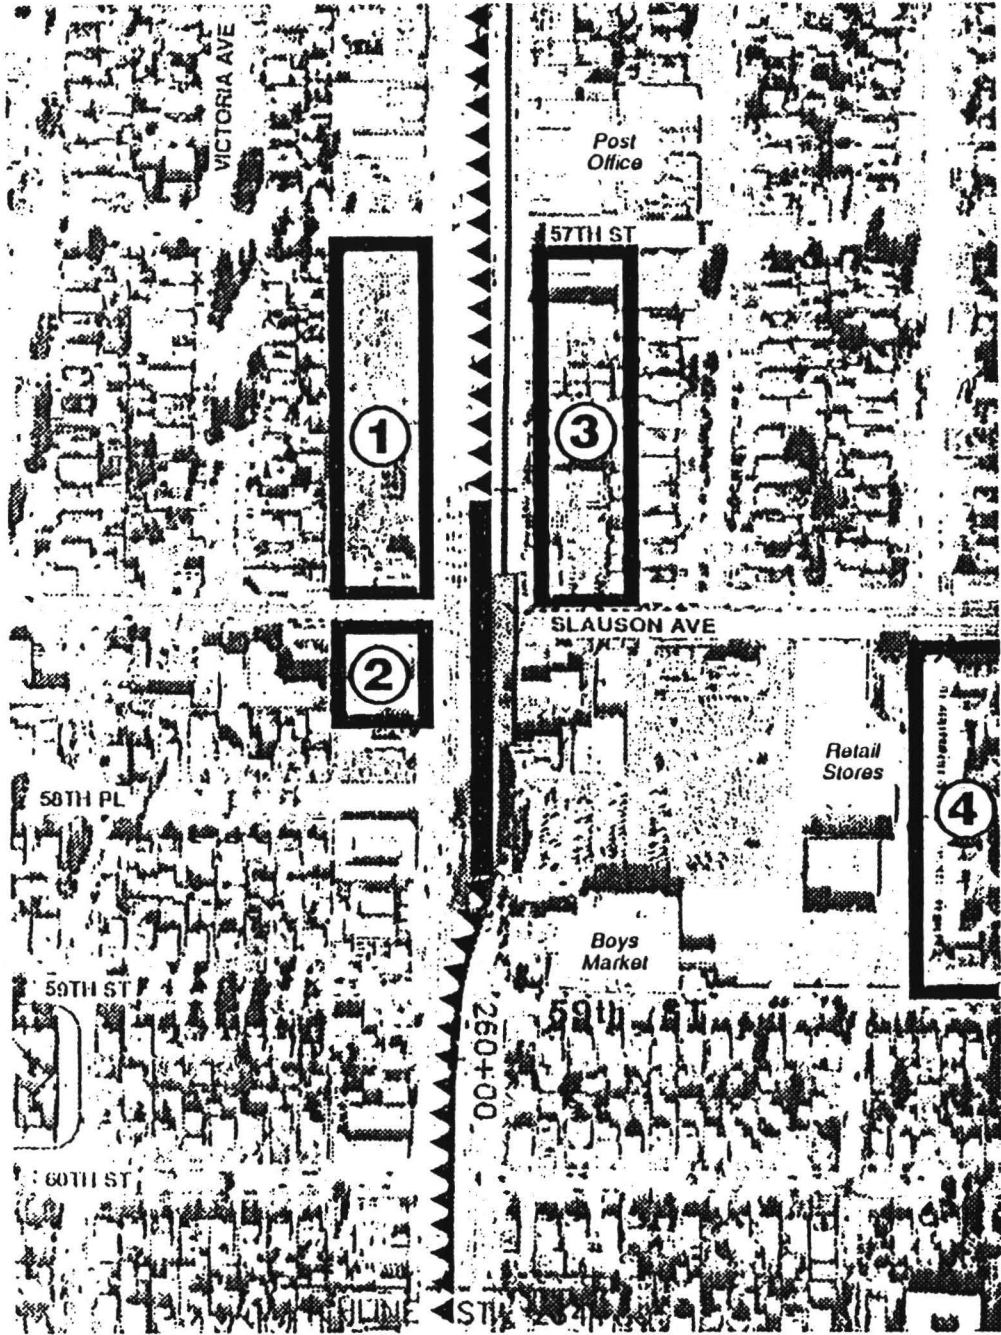 VICTORIA AVE
Post
Office
57TH ST
1
3
SLAUSON AVE
2
Retail
Stores
58TH PL
4
Boys
Market
59TH ST
59th ST
260+00
60TH ST